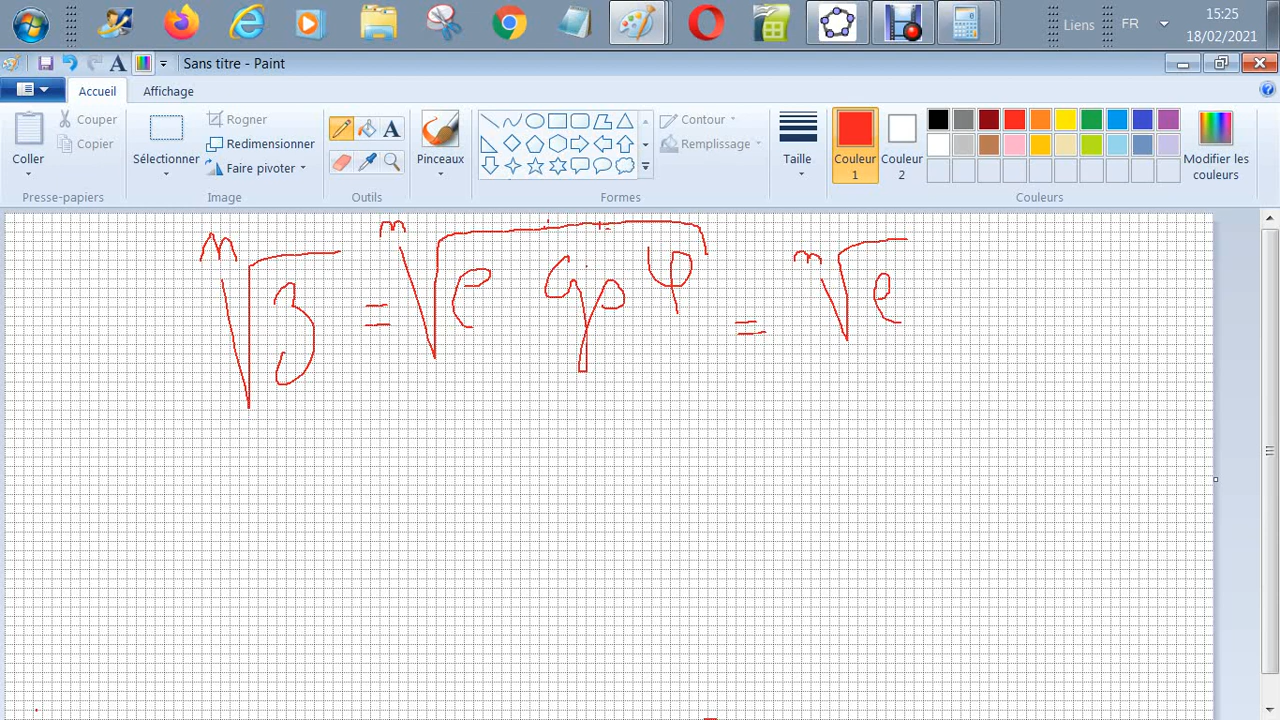 15:25
Liens FR
18/02/2021
Sans titre - Paint
Accueil Affichage
Couper
Copier
Coller
Presse-papiers
Rogner
Redimensionner
Faire pivoter
Sélectionner
Image
Outils
Pinceaux
Contour
Remplissage
Formes
Taille
Couleur 1
Couleur 2
Modifier les couleurs
Couleurs